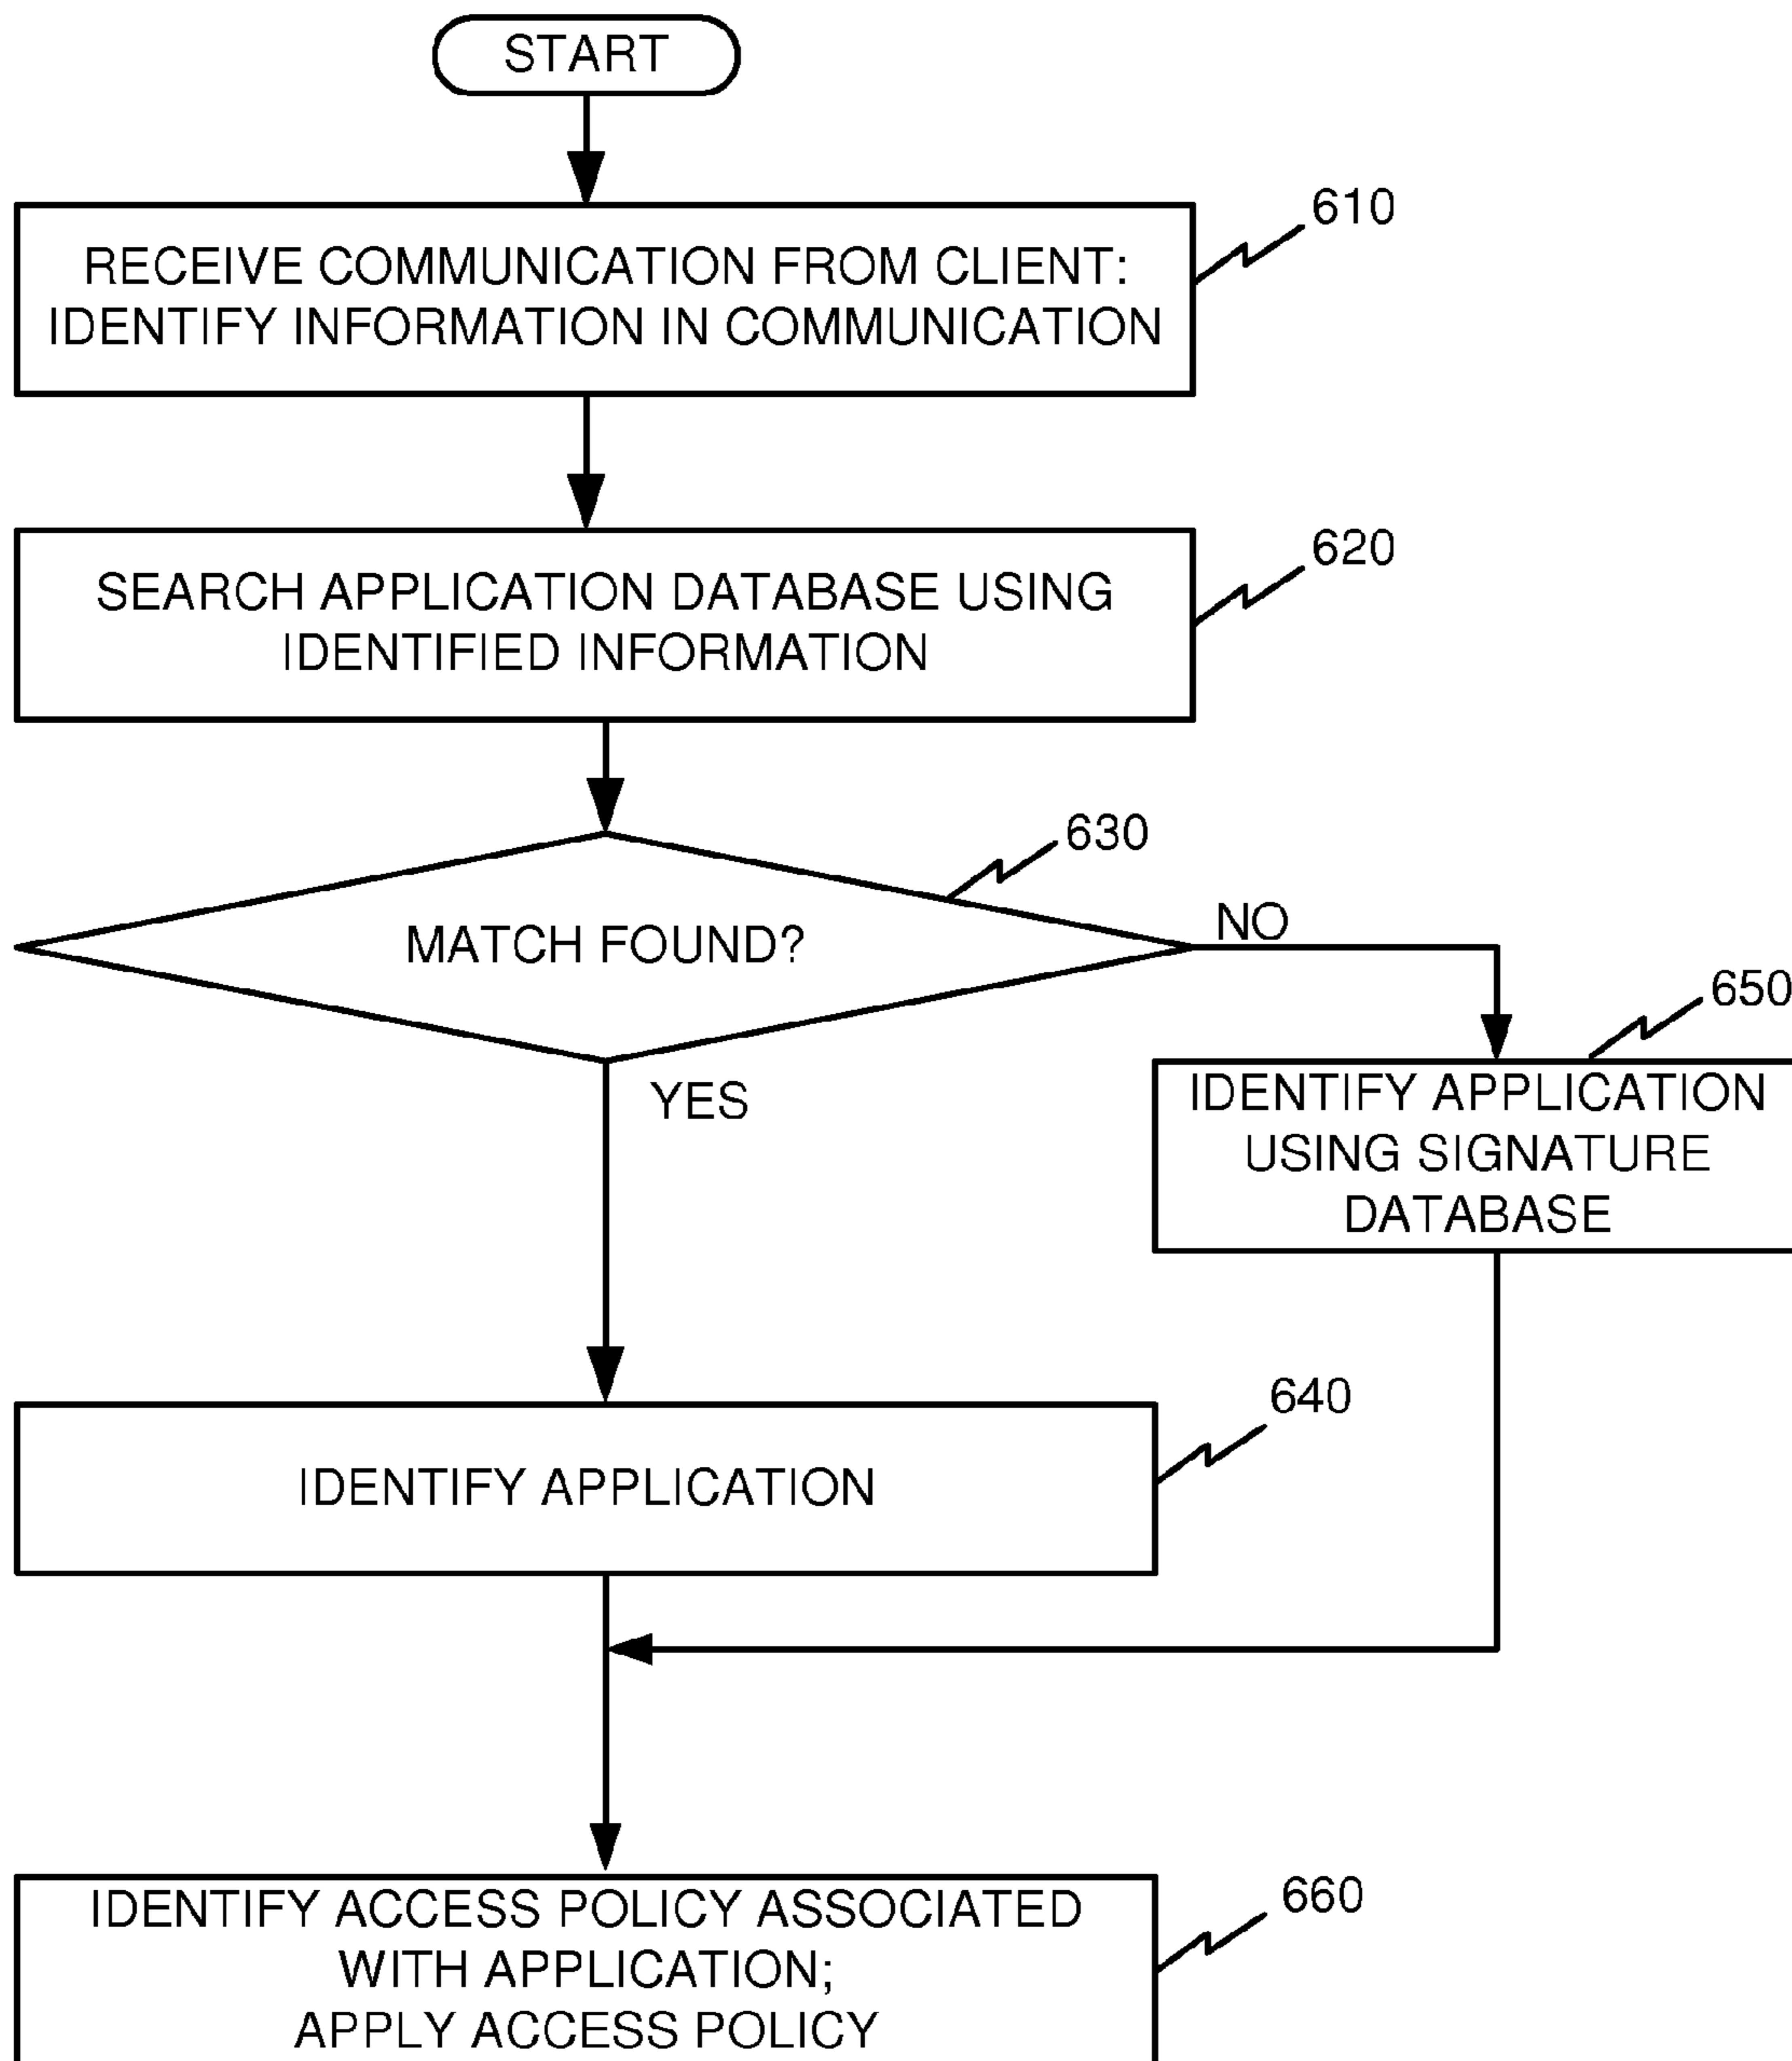 START
610
RECEIVE COMMUNICATION FROM CLIENT:
IDENTIFY INFORMATION IN COMMUNICATION
620
SEARCH APPLICATION DATABASE USING
IDENTIFIED INFORMATION
630
MATCH FOUND?
NO
650
YES
IDENTIFY APPLICATION
USING SIGNATURE
DATABASE
640
IDENTIFY APPLICATION
660
IDENTIFY ACCESS POLICY ASSOCIATED
WITH APPLICATION;
APPLY ACCESS POLICY